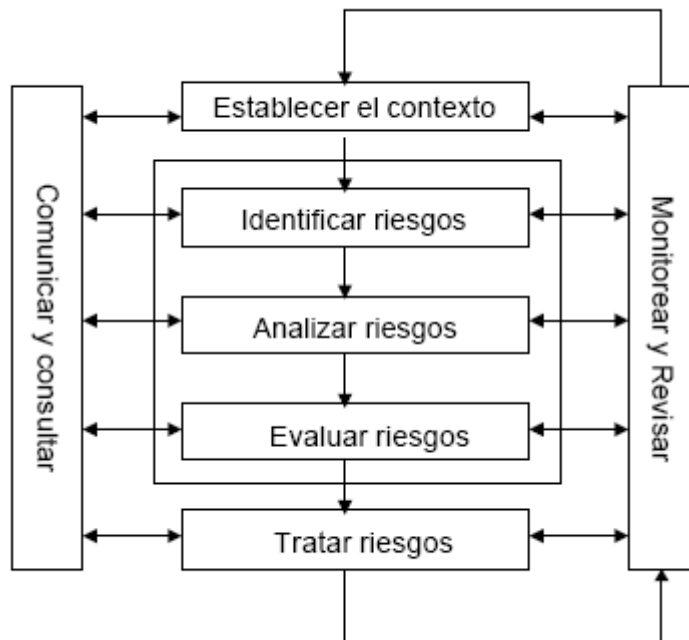 Establecer el contexto
Comunicar y consultar
Identificar riesgos
Analizar riesgos
Evaluar riesgos
Tratar riesgos
Monitorear y Revisar